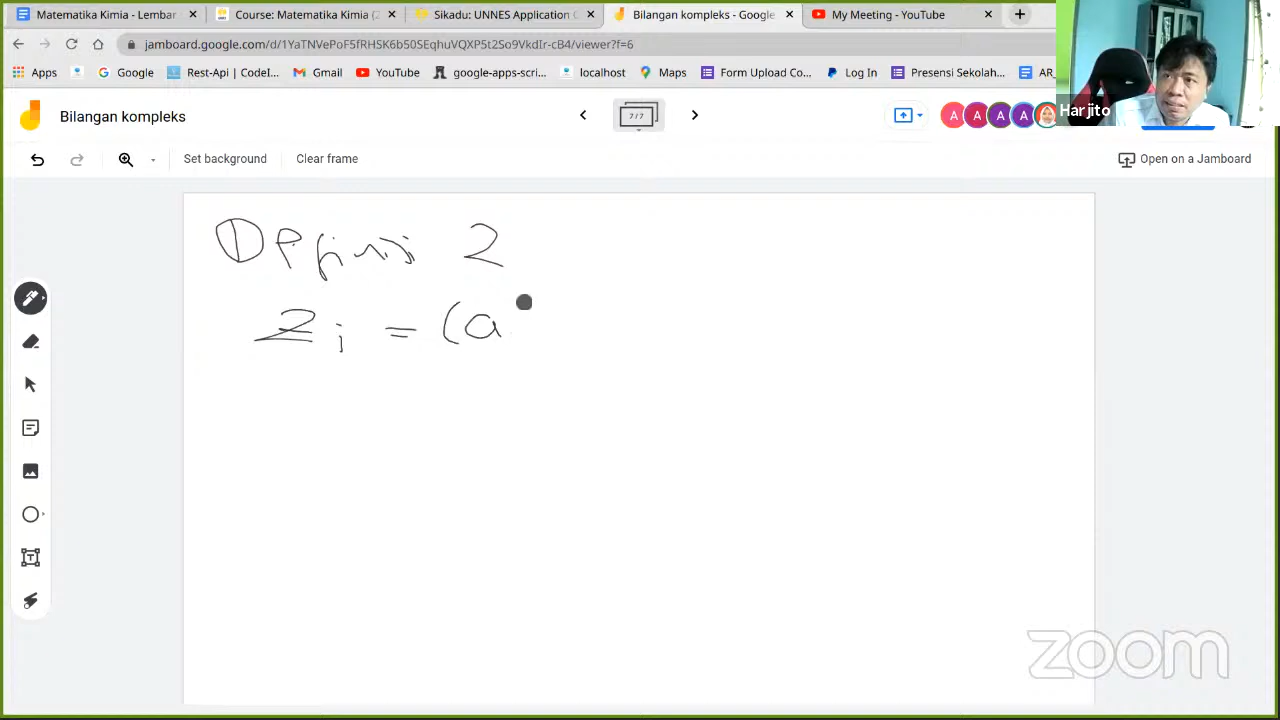 Matematika Kimia - Lembar
Course: Matematika Kimia (2
Sikadu: UNNES Application C
Bilangan kompleks - Google
My Meeting - YouTube
jamboard.google.com/d/1YaTNVePoF5fRHSK6b50SEqhuVQXP5t2So9VkdIr-cB4/viewer?f=6
Apps
Google
Rest-Api | CodeI...
Gmail
YouTube
google-apps-scri...
localhost
Maps
Form Upload Co...
Log In
Presensi Sekolah...
AR_
Harjito
Bilangan kompleks
7/7
A A A A
Set background
Clear frame
Open on a Jamboard
Definisi 2
Zi = (a
zoom